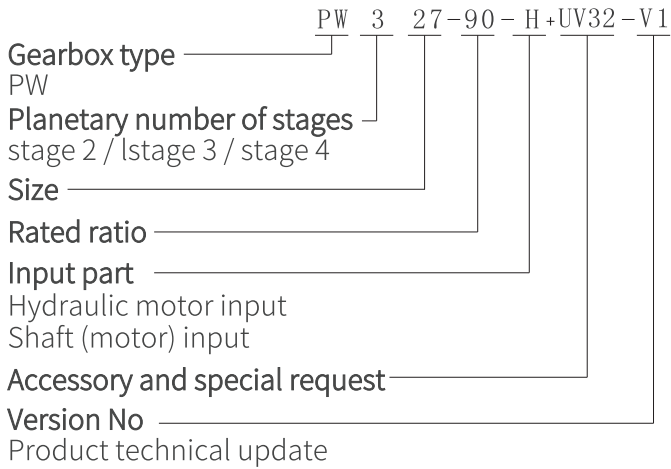 PW 3 27-90-H+UV32-V1
Gearbox type
PW
Planetary number of stages
stage 2 / lstage 3 / stage 4
Size
Rated ratio
Input part
Hydraulic motor input
Shaft (motor) input
Accessory and special request
Version No
Product technical update